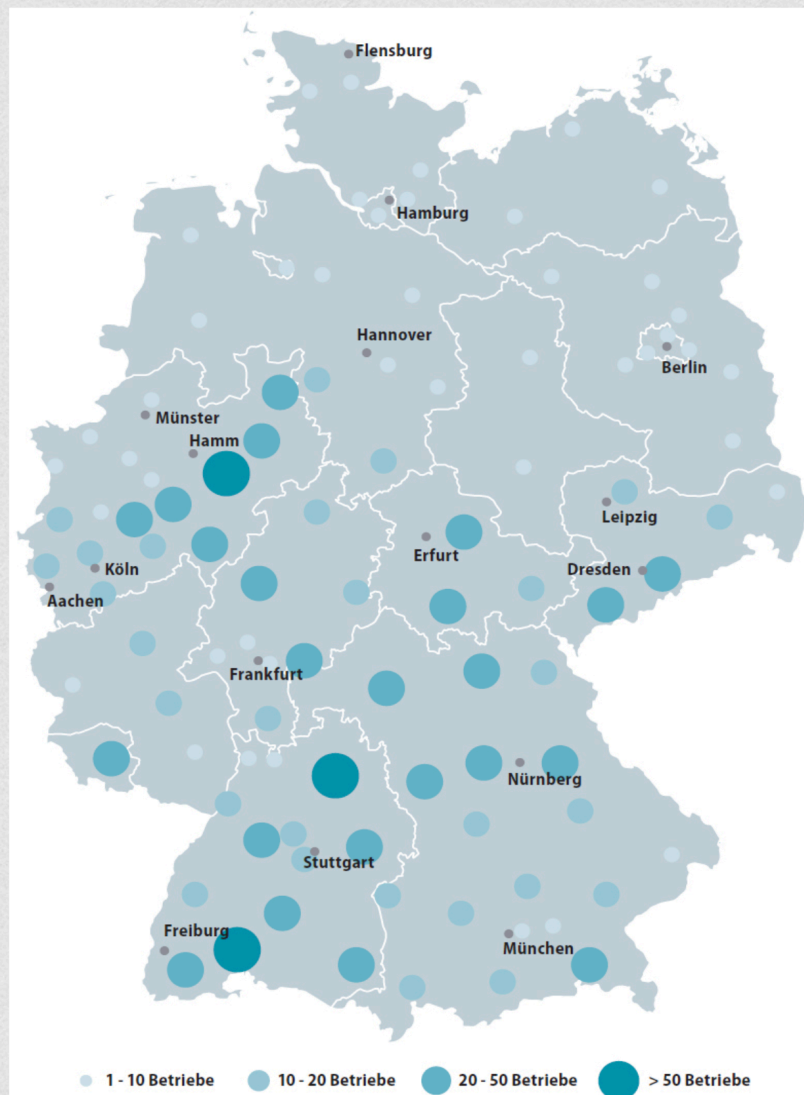 Flensburg
Hamburg
Hannover
Berlin
Münster
Hamm
Leipzig
Erfurt
Köln
Dresden
Aachen
Frankfurt
Nürnberg
Stuttgart
Freiburg
München
1 - 10 Betriebe 10 - 20 Betriebe 20 - 50 Betriebe > 50 Betriebe